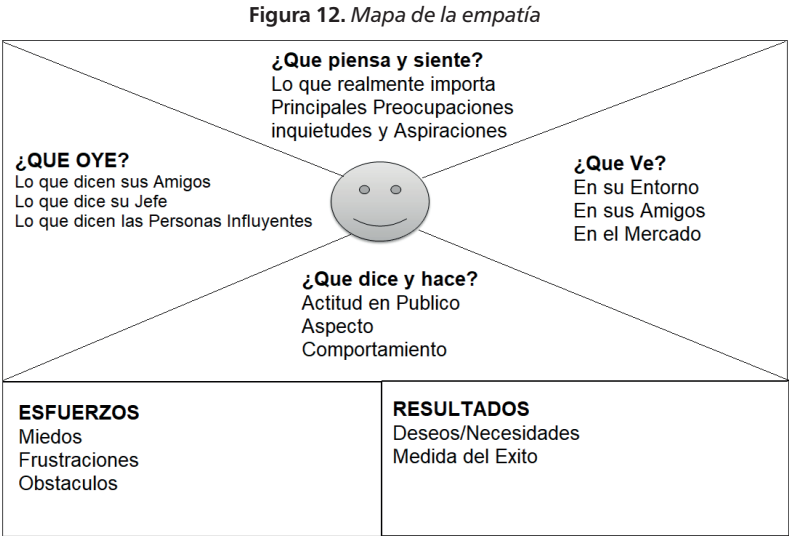 Figura 12. Mapa de la empatía
¿Que piensa y siente?
Lo que realmente importa
Principales Preocupaciones
inquietudes y Aspiraciones
¿QUE OYE?
Lo que dicen sus Amigos
Lo que dice su Jefe
Lo que dicen las Personas Influyentes
¿Que Ve?
En su Entorno
En sus Amigos
En el Mercado
¿Que dice y hace?
Actitud en Publico
Aspecto
Comportamiento
ESFUERZOS
Miedos
Frustraciones
Obstaculos
RESULTADOS
Deseos/Necesidades
Medida del Exito